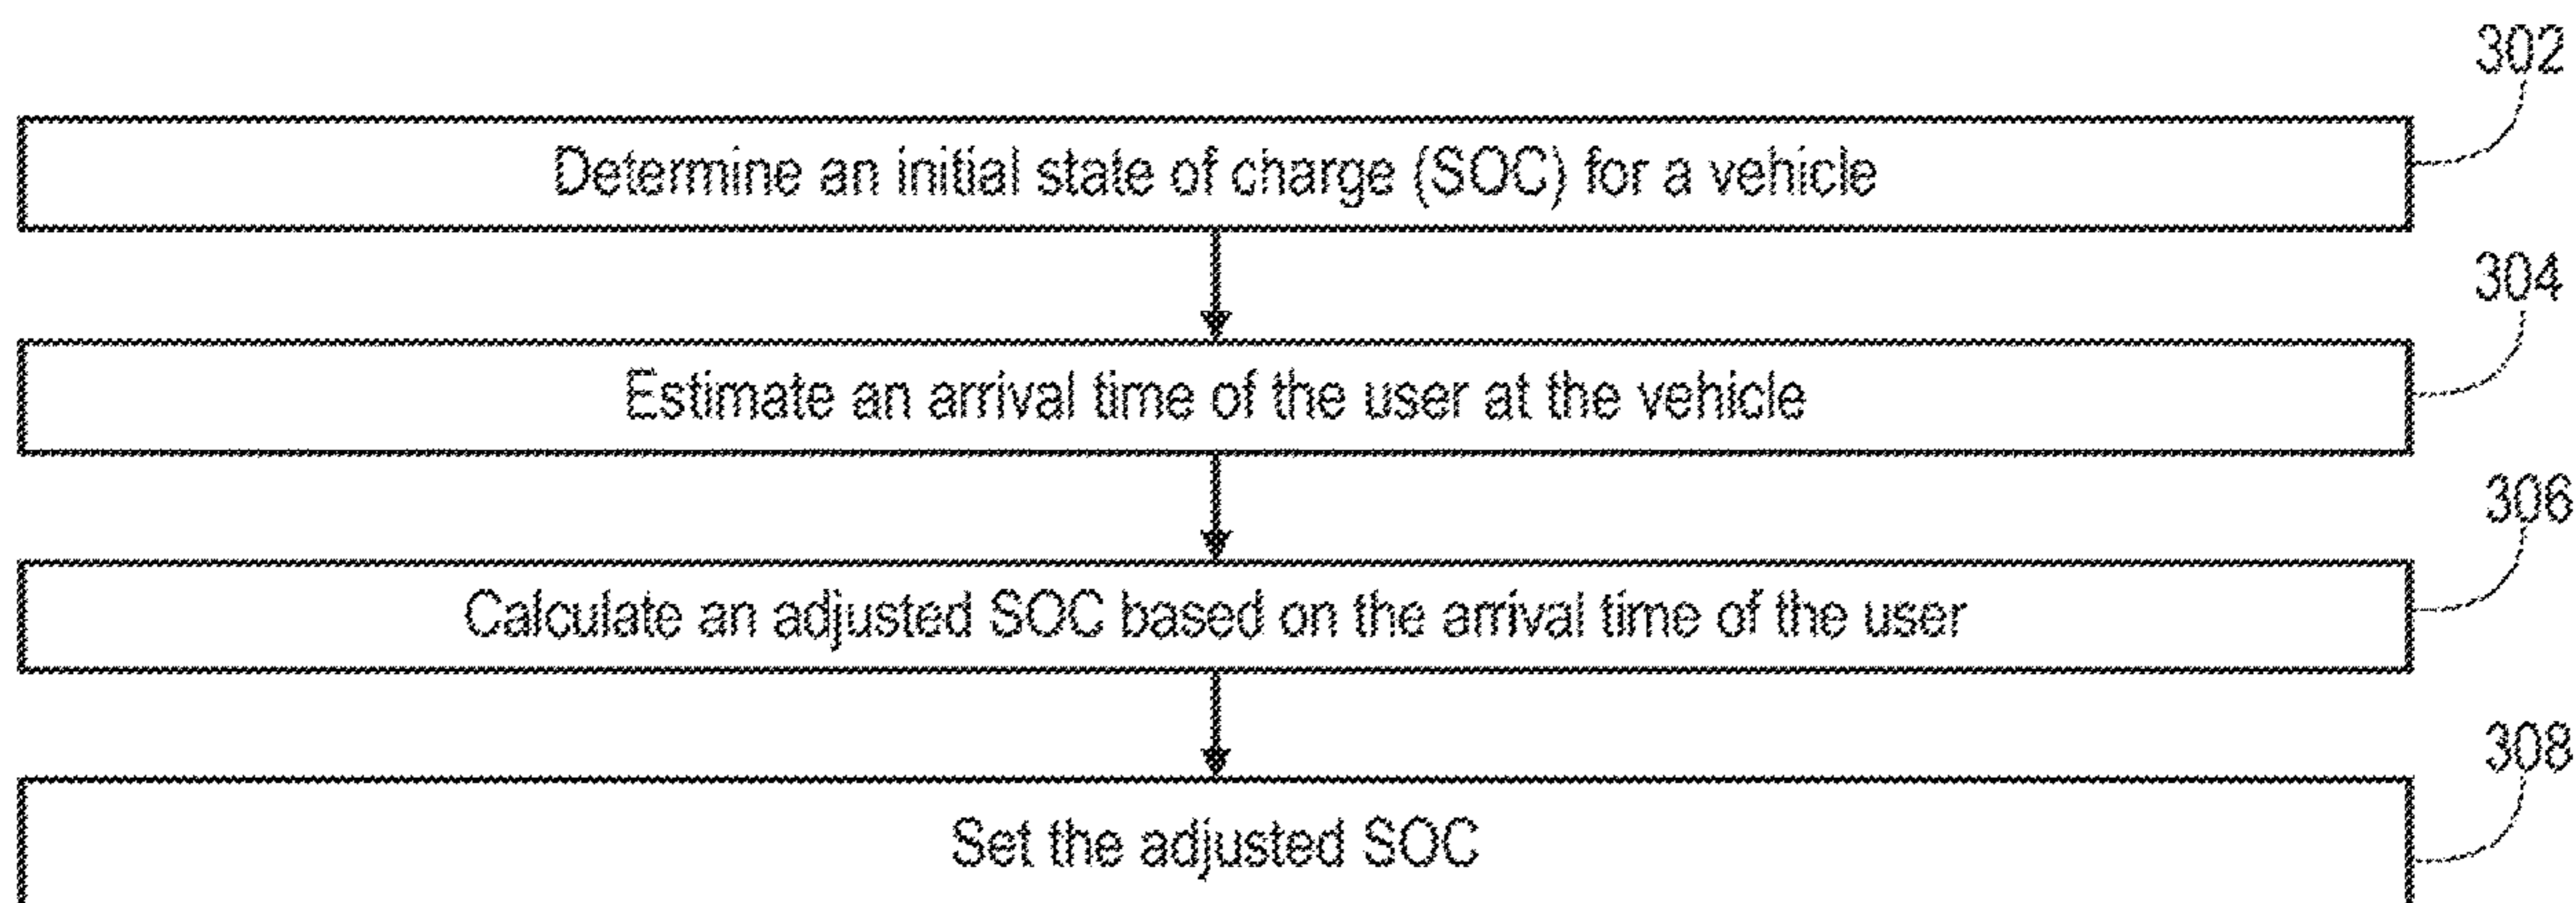 302
Determine an initial state of charge (SOC) for a vehicle
304
Estimate an arrival time of the user at the vehicle
306
Calculate an adjusted SOC based on the arrival time of the user
308
Set the adjusted SOC